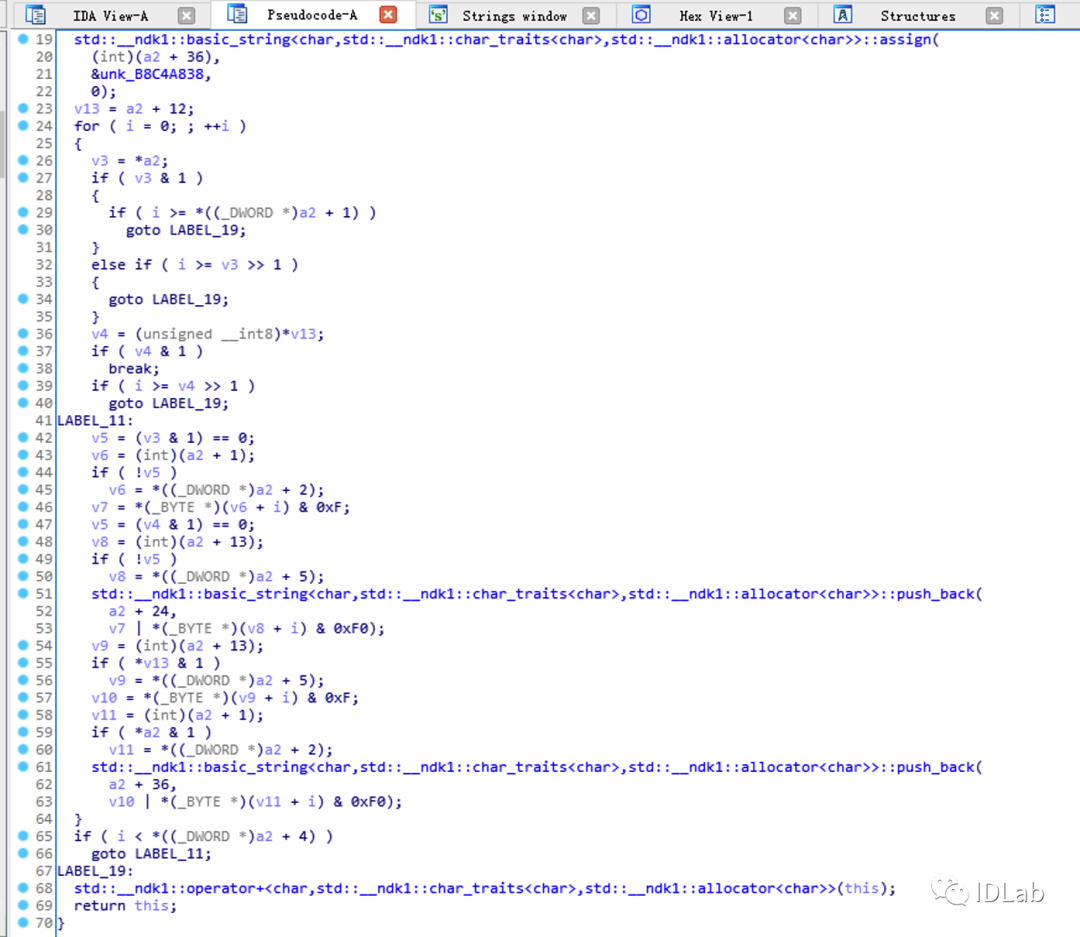 IDA View-A Pseudocode-A Strings window Hex View-1 Structures
19 std::__ndk1::basic_string<char,std::__ndk1::char_traits<char>,std::__ndk1::allocator<char>>::assign(
20 (int)(a2 + 36),
21 &unk_B8C4A838,
22 0);
23 v13 = a2 + 12;
24 for ( i = 0; ; ++i )
25 {
26 v3 = *a2;
27 if ( v3 & 1 )
28 {
29 if ( i >= *((_DWORD *)a2 + 1) )
30 goto LABEL_19;
31 }
32 else if ( i >= v3 >> 1 )
33 {
34 goto LABEL_19;
35 }
36 v4 = (unsigned __int8)*v13;
37 if ( v4 & 1 )
38 break;
39 if ( i >= v4 >> 1 )
40 goto LABEL_19;
41 LABEL_11:
42 v5 = (v3 & 1) == 0;
43 v6 = (int)(a2 + 1);
44 if ( !v5 )
45 v6 = *((_DWORD *)a2 + 2);
46 v7 = *(_BYTE *)(v6 + i) & 0xF;
47 v5 = (v4 & 1) == 0;
48 v8 = (int)(a2 + 13);
49 if ( !v5 )
50 v8 = *((_DWORD *)a2 + 5);
51 std::__ndk1::basic_string<char,std::__ndk1::char_traits<char>,std::__ndk1::allocator<char>>::push_back(
52 a2 + 24,
53 v7 | *(_BYTE *)(v8 + i) & 0xF0);
54 v9 = (int)(a2 + 13);
55 if ( *v13 & 1 )
56 v9 = *((_DWORD *)a2 + 5);
57 v10 = *(_BYTE *)(v9 + i) & 0xF;
58 v11 = (int)(a2 + 1);
59 if ( *a2 & 1 )
60 v11 = *((_DWORD *)a2 + 2);
61 std::__ndk1::basic_string<char,std::__ndk1::char_traits<char>,std::__ndk1::allocator<char>>::push_back(
62 a2 + 36,
63 v10 | *(_BYTE *)(v11 + i) & 0xF0);
64 }
65 if ( i < *((_DWORD *)a2 + 4) )
66 goto LABEL_11;
67 LABEL_19:
68 std::__ndk1::operator+<char,std::__ndk1::char_traits<char>,std::__ndk1::allocator<char>>(this);
69 return this;
70 }
IDLab